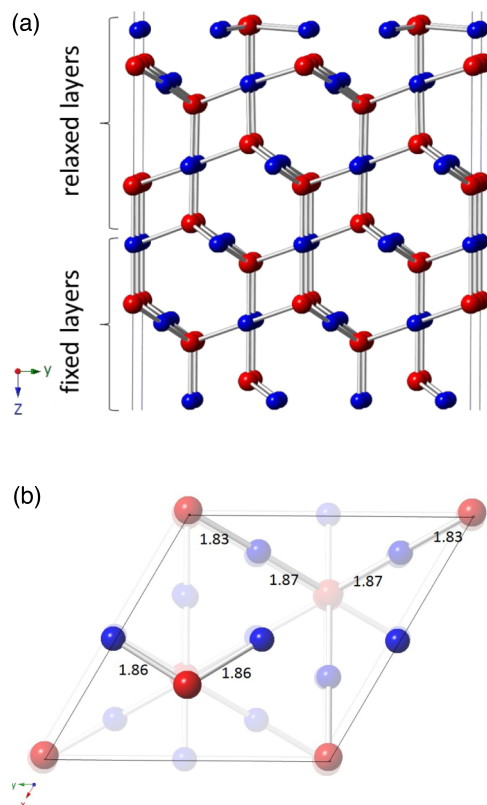 (a)
relaxed layers
fixed layers
y
z
(b)
1.83
1.83
1.87
1.87
1.86
1.86
y
x